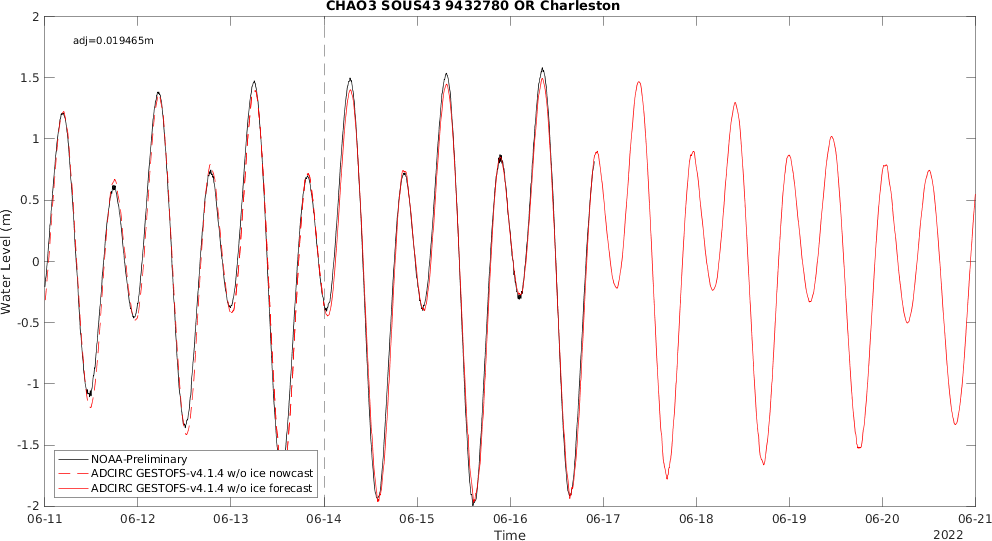 CHAO3 SOUS43 9432780 OR Charleston
adj=0.019465m
Water Level (m)
2
1.5
1
0.5
0
-0.5
-1
-1.5
-2
NOAA-Preliminary
ADCIRC GESTOFS-v4.1.4 w/o ice nowcast
ADCIRC GESTOFS-v4.1.4 w/o ice forecast
06-11 06-12 06-13 06-14 06-15 06-16 06-17 06-18 06-19 06-20 06-21
Time
2022